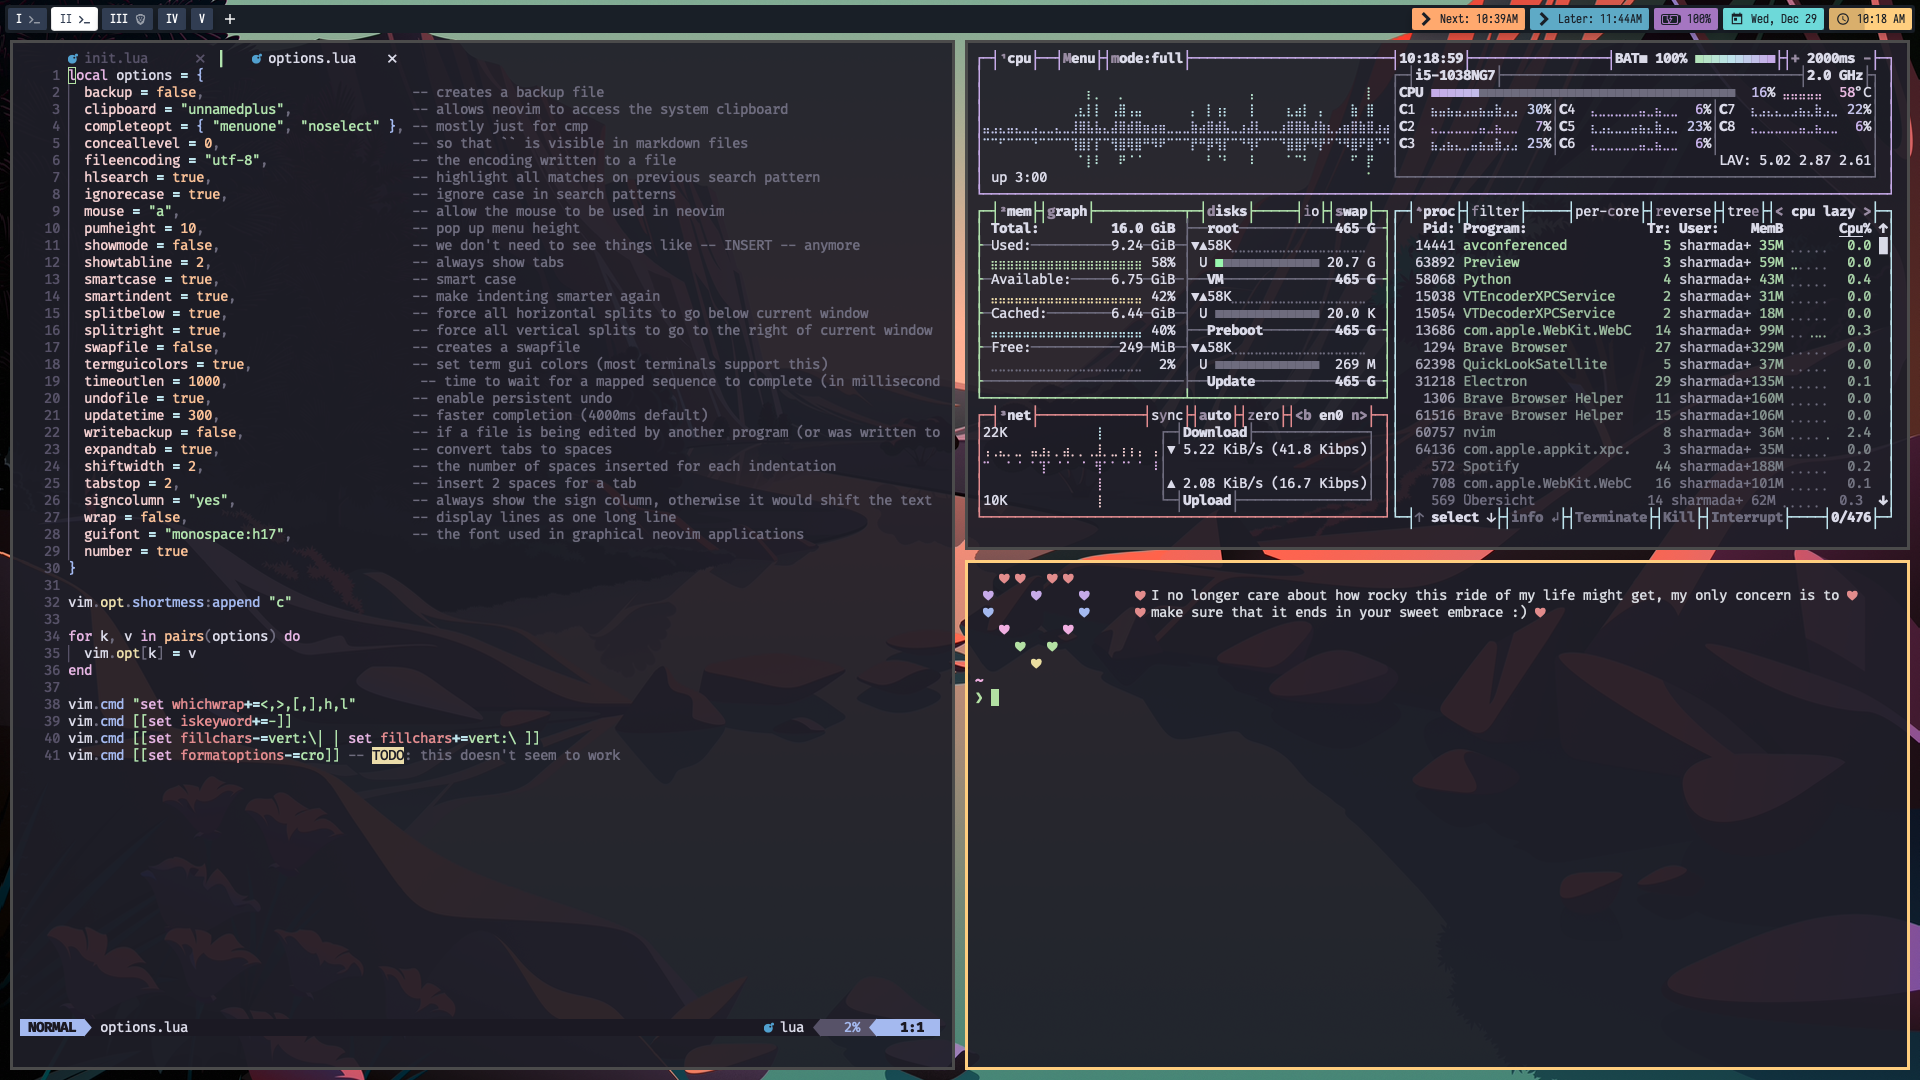 I II III IV V +
Next: 10:39AM Later: 11:44AM 100% Wed, Dec 29 10:18 AM
init.lua × options.lua ×
1 local options = {
2 backup = false, -- creates a backup file
3 clipboard = "unnamedplus", -- allows neovim to access the system clipboard
4 completeopt = { "menuone", "noselect" }, -- mostly just for cmp
5 conceallevel = 0, -- so that `` is visible in markdown files
6 fileencoding = "utf-8", -- the encoding written to a file
7 hlsearch = true, -- highlight all matches on previous search pattern
8 ignorecase = true, -- ignore case in search patterns
9 mouse = "a", -- allow the mouse to be used in neovim
10 pumheight = 10, -- pop up menu height
11 showmode = false, -- we don't need to see things like -- INSERT -- anymore
12 showtabline = 2, -- always show tabs
13 smartcase = true, -- smart case
14 smartindent = true, -- make indenting smarter again
15 splitbelow = true, -- force all horizontal splits to go below current window
16 splitright = true, -- force all vertical splits to go to the right of current window
17 swapfile = false, -- creates a swapfile
18 termguicolors = true, -- set term gui colors (most terminals support this)
19 timeoutlen = 1000, -- time to wait for a mapped sequence to complete (in millisecond
20 undofile = true, -- enable persistent undo
21 updatetime = 300, -- faster completion (4000ms default)
22 writebackup = false, -- if a file is being edited by another program (or was written to
23 expandtab = true, -- convert tabs to spaces
24 shiftwidth = 2, -- the number of spaces inserted for each indentation
25 tabstop = 2, -- insert 2 spaces for a tab
26 signcolumn = "yes", -- always show the sign column, otherwise it would shift the text
27 wrap = false, -- display lines as one long line
28 guifont = "monospace:h17", -- the font used in graphical neovim applications
29 number = true
30 }
31
32 vim.opt.shortmess:append "c"
33
34 for k, v in pairs(options) do
35 vim.opt[k] = v
36 end
37
38 vim.cmd "set whichwrap+=<,>,[,],h,l"
39 vim.cmd [[set iskeyword+=-]]
40 vim.cmd [[set fillchars-=vert:\| | set fillchars+=vert:\ ]]
41 vim.cmd [[set formatoptions-=cro]] -- TODO: this doesn't seem to work
NORMAL options.lua lua 2% 1:1
¹cpu Menu mode:full 10:18:59 BAT■ 100% + 2000ms -
i5-1038NG7 2.0 GHz
CPU 16% 58°C
C1 30% C4 6% C7 22%
C2 7% C5 23% C8 6%
C3 25% C6 6%
LAV: 5.02 2.87 2.61
up 3:00
²mem graph disks io swap
Total: 16.0 GiB root 465 G
Used: 9.24 GiB ▼▲58K
58% U 20.7 G
Available: 6.75 GiB VM 465 G
42% ▼▲58K
Cached: 6.44 GiB U 20.0 K
40% Preboot 465 G
Free: 249 MiB ▼▲58K
2% U 269 M
Update 465 G
³net sync auto zero <b en0 n>
22K Download
▼ 5.22 KiB/s (41.8 Kibps)
▲ 2.08 KiB/s (16.7 Kibps)
10K Upload
⁴proc filter per-core reverse tree < cpu lazy >
Pid: Program: Tr: User: MemB Cpu% ↑
14441 avconferenced 5 sharmada+ 35M 0.0
63892 Preview 3 sharmada+ 59M 0.0
58068 Python 4 sharmada+ 43M 0.4
15038 VTEncoderXPCService 2 sharmada+ 31M 0.0
15054 VTDecoderXPCService 2 sharmada+ 18M 0.0
13686 com.apple.WebKit.WebC 14 sharmada+ 99M 0.3
1294 Brave Browser 27 sharmada+329M 0.0
62398 QuickLookSatellite 5 sharmada+ 37M 0.0
31218 Electron 29 sharmada+135M 0.1
1306 Brave Browser Helper 11 sharmada+160M 0.0
61516 Brave Browser Helper 15 sharmada+106M 0.0
60757 nvim 8 sharmada+ 36M 2.4
64136 com.apple.appkit.xpc. 3 sharmada+ 35M 0.0
572 Spotify 44 sharmada+188M 0.2
708 com.apple.WebKit.WebC 16 sharmada+101M 0.1
569 Übersicht 14 sharmada+ 62M 0.3 ↓
↑ select ↓ info ↲ Terminate Kill Interrupt 0/476
♥ I no longer care about how rocky this ride of my life might get, my only concern is to ♥
♥ make sure that it ends in your sweet embrace :) ♥
~
❯